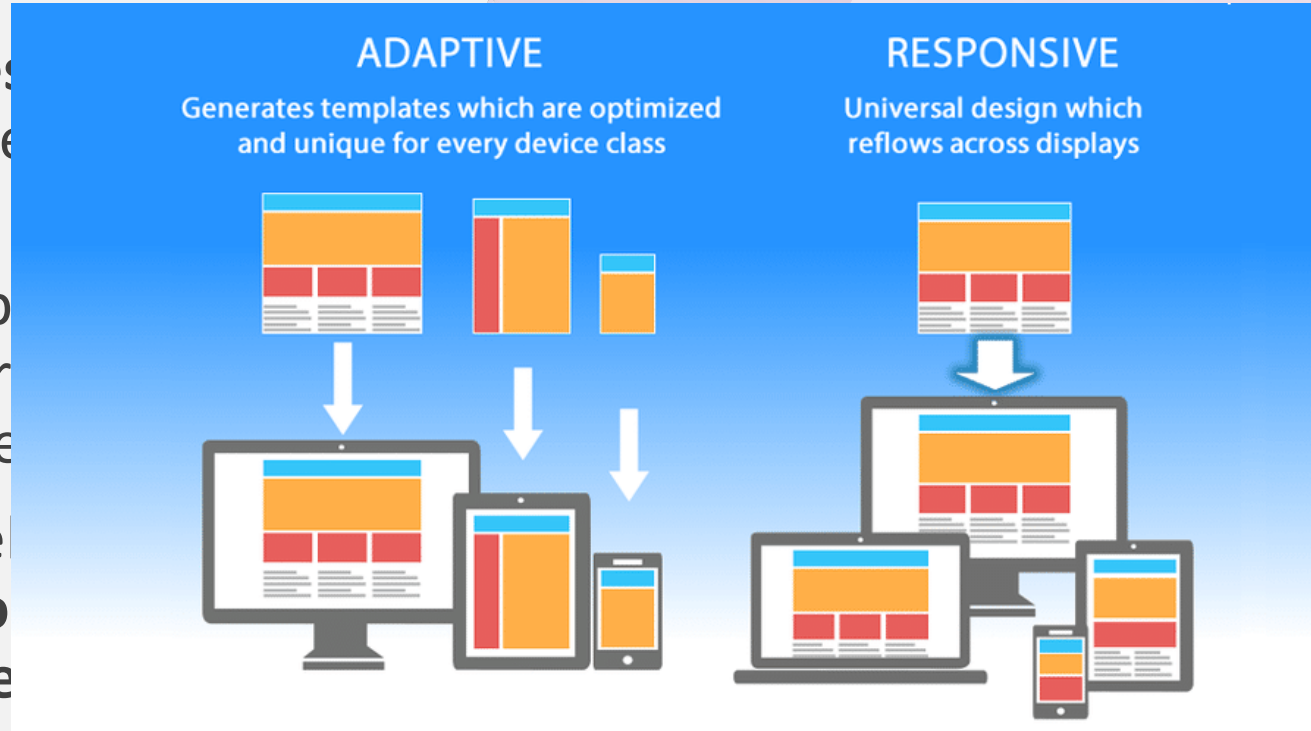 ADAPTIVE
Generates templates which are optimized
and unique for every device class
RESPONSIVE
Universal design which
reflows across displays